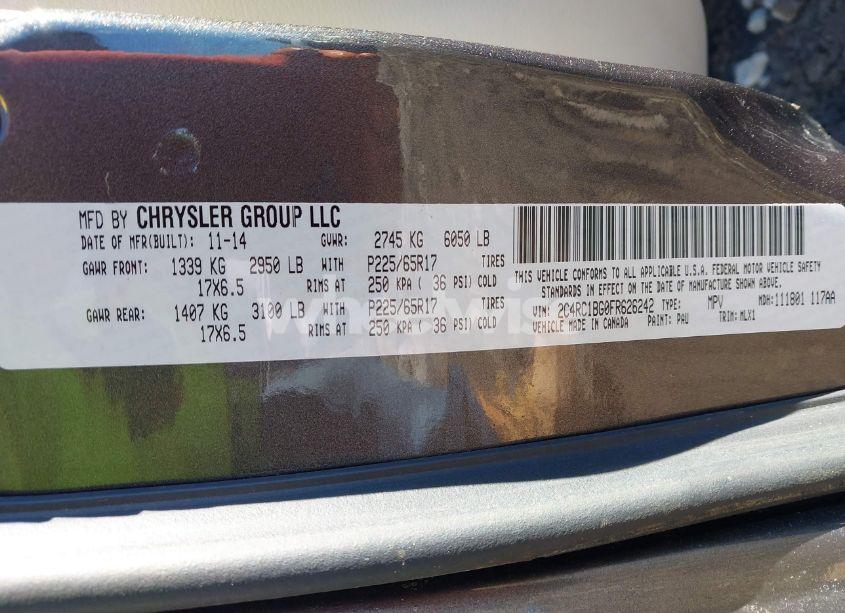 MFD BY CHRYSLER GROUP LLC
DATE OF MFR(BUILT): 11-14 GVWR: 2745 KG 6050 LB
GAWR FRONT: 1339 KG 2950 LB WITH P225/65R17 TIRES
17X6.5 RIMS AT 250 KPA ( 36 PSI) COLD
GAWR REAR: 1407 KG 3100 LB WITH P225/65R17 TIRES
17X6.5 RIMS AT 250 KPA ( 36 PSI) COLD
THIS VEHICLE CONFORMS TO ALL APPLICABLE U.S.A. FEDERAL MOTOR VEHICLE SAFETY
STANDARDS IN EFFECT ON THE DATE OF MANUFACTURE SHOWN ABOVE.
VIN: 2C4RC1BG0FR626242 TYPE: MPV MDH: 111801 117AA
VEHICLE MADE IN CANADA PAINT: PAU TRIM: MLX1